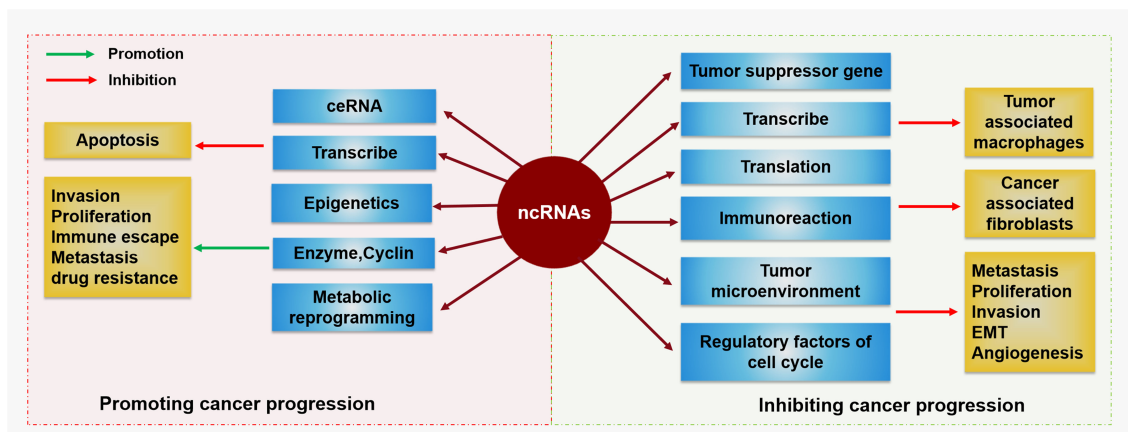 Promotion
Inhibition
ceRNA
Transcribe
Epigenetics
Enzyme,Cyclin
Metabolic
reprogramming
Apoptosis
Invasion
Proliferation
Immune escape
Metastasis
drug resistance
Promoting cancer progression
ncRNAs
Tumor suppressor gene
Transcribe
Translation
Immunoreaction
Tumor
microenvironment
Regulatory factors of
cell cycle
Tumor
associated
macrophages
Cancer
associated
fibroblasts
Metastasis
Proliferation
Invasion
EMT
Angiogenesis
Inhibiting cancer progression